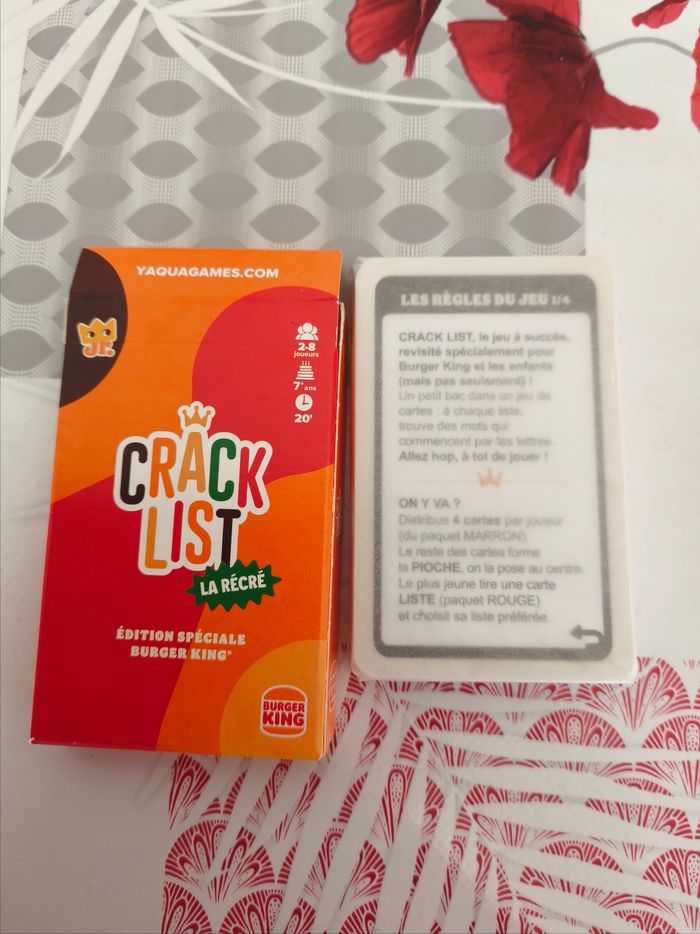 YAQUAGAMES.COM
Jr.
2-8
joueurs
7+ ans
20'
CRACK
LIST
LA RÉCRÉ
ÉDITION SPÉCIALE
BURGER KING®
BURGER
KING
LES RÈGLES DU JEU 1/4
CRACK LIST, le jeu à succès,
revisité spécialement pour
Burger King et les enfants
(mais pas seulement) !
Un petit bac dans un jeu de
cartes : à chaque liste,
trouve des mots qui
commencent par tes lettres.
Allez hop, à toi de jouer !
ON Y VA ?
Distribue 4 cartes par joueur
(du paquet MARRON).
Le reste des cartes forme
la PIOCHE, on la pose au centre.
Le plus jeune tire une carte
LISTE (paquet ROUGE)
et choisit sa liste préférée.